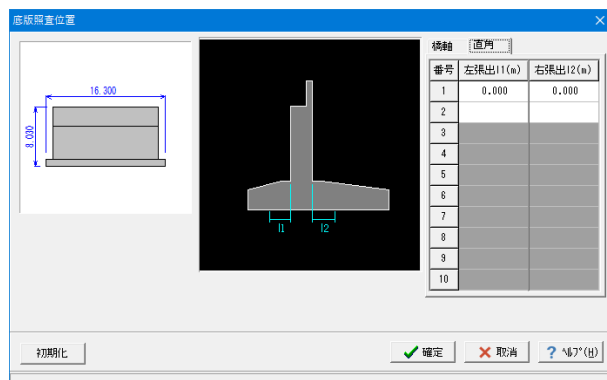 底版照査位置
橋軸 直角
16.300
8.030
l1 l2
番号 左張出l1(m) 右張出l2(m)
1 0.000 0.000
2
3
4
5
6
7
8
9
10
初期化 確定 取消 ? ﾍﾙﾌﾟ(H)